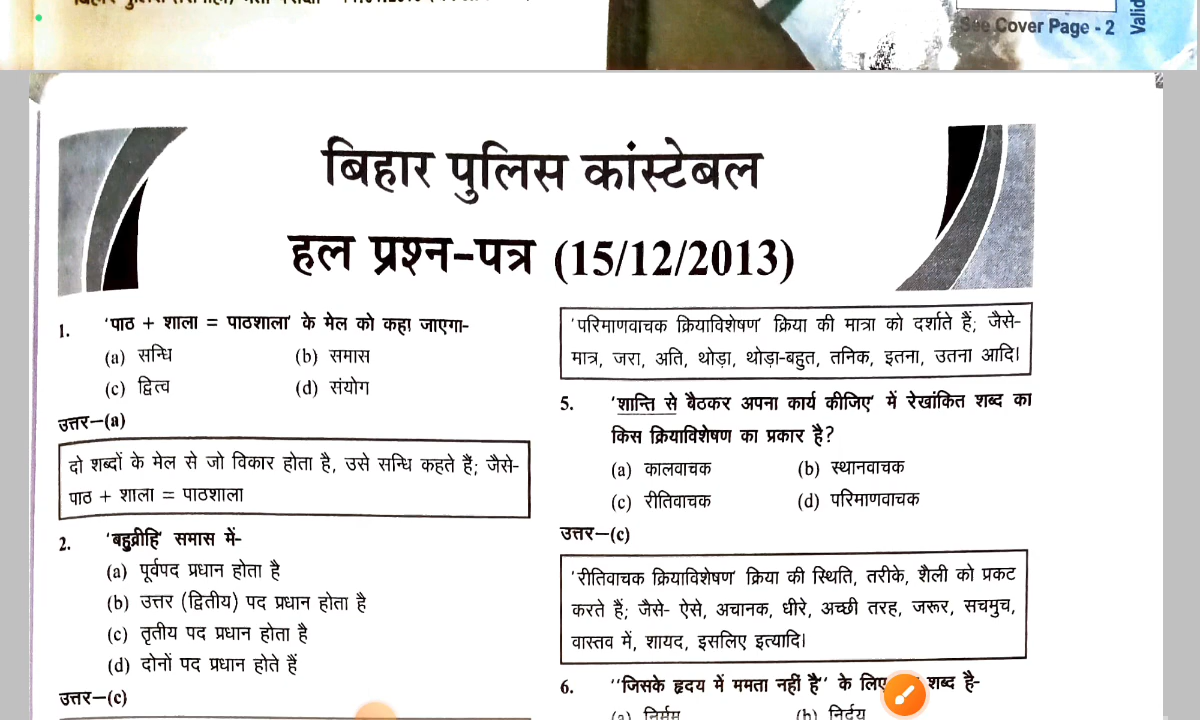 See Cover Page - 2
Valid
बिहार पुलिस कांस्टेबल
हल प्रश्न-पत्र (15/12/2013)
1. 'पाठ + शाला = पाठशाला' के मेल को कहा जाएगा-
(a) सन्धि (b) समास
(c) द्वित्व (d) संयोग
उत्तर–(a)
दो शब्दों के मेल से जो विकार होता है, उसे सन्धि कहते हैं; जैसे-
पाठ + शाला = पाठशाला
2. 'बहुव्रीहि' समास में-
(a) पूर्वपद प्रधान होता है
(b) उत्तर (द्वितीय) पद प्रधान होता है
(c) तृतीय पद प्रधान होता है
(d) दोनों पद प्रधान होते हैं
उत्तर–(c)
'परिमाणवाचक क्रियाविशेषण' क्रिया की मात्रा को दर्शाते हैं; जैसे-
मात्र, जरा, अति, थोड़ा, थोड़ा-बहुत, तनिक, इतना, उतना आदि।
5. 'शान्ति से बैठकर अपना कार्य कीजिए' में रेखांकित शब्द का
किस क्रियाविशेषण का प्रकार है?
(a) कालवाचक (b) स्थानवाचक
(c) रीतिवाचक (d) परिमाणवाचक
उत्तर–(c)
'रीतिवाचक क्रियाविशेषण' क्रिया की स्थिति, तरीके, शैली को प्रकट
करते हैं; जैसे- ऐसे, अचानक, धीरे, अच्छी तरह, जरूर, सचमुच,
वास्तव में, शायद, इसलिए इत्यादि।
6. ''जिसके हृदय में ममता नहीं है'' के लिए शब्द है-
(a) निर्मम (b) निर्दय